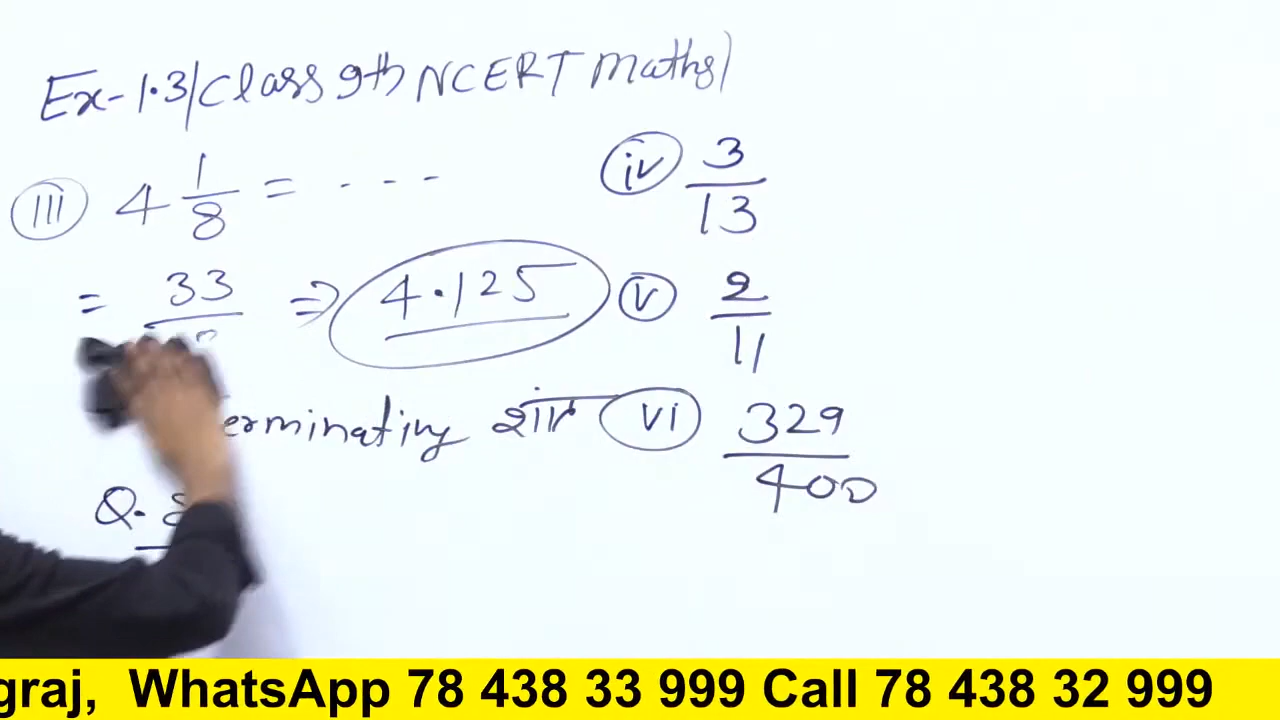 Ex-1.3/Class 9th NCERT Maths)
(iii) 4 1/8 = ---
= 33 ⇒ 4.125
erminating
Q.
(iv) 3/13
(v) 2/11
(vi) 329/400
graj, WhatsApp 78 438 33 999 Call 78 438 32 999